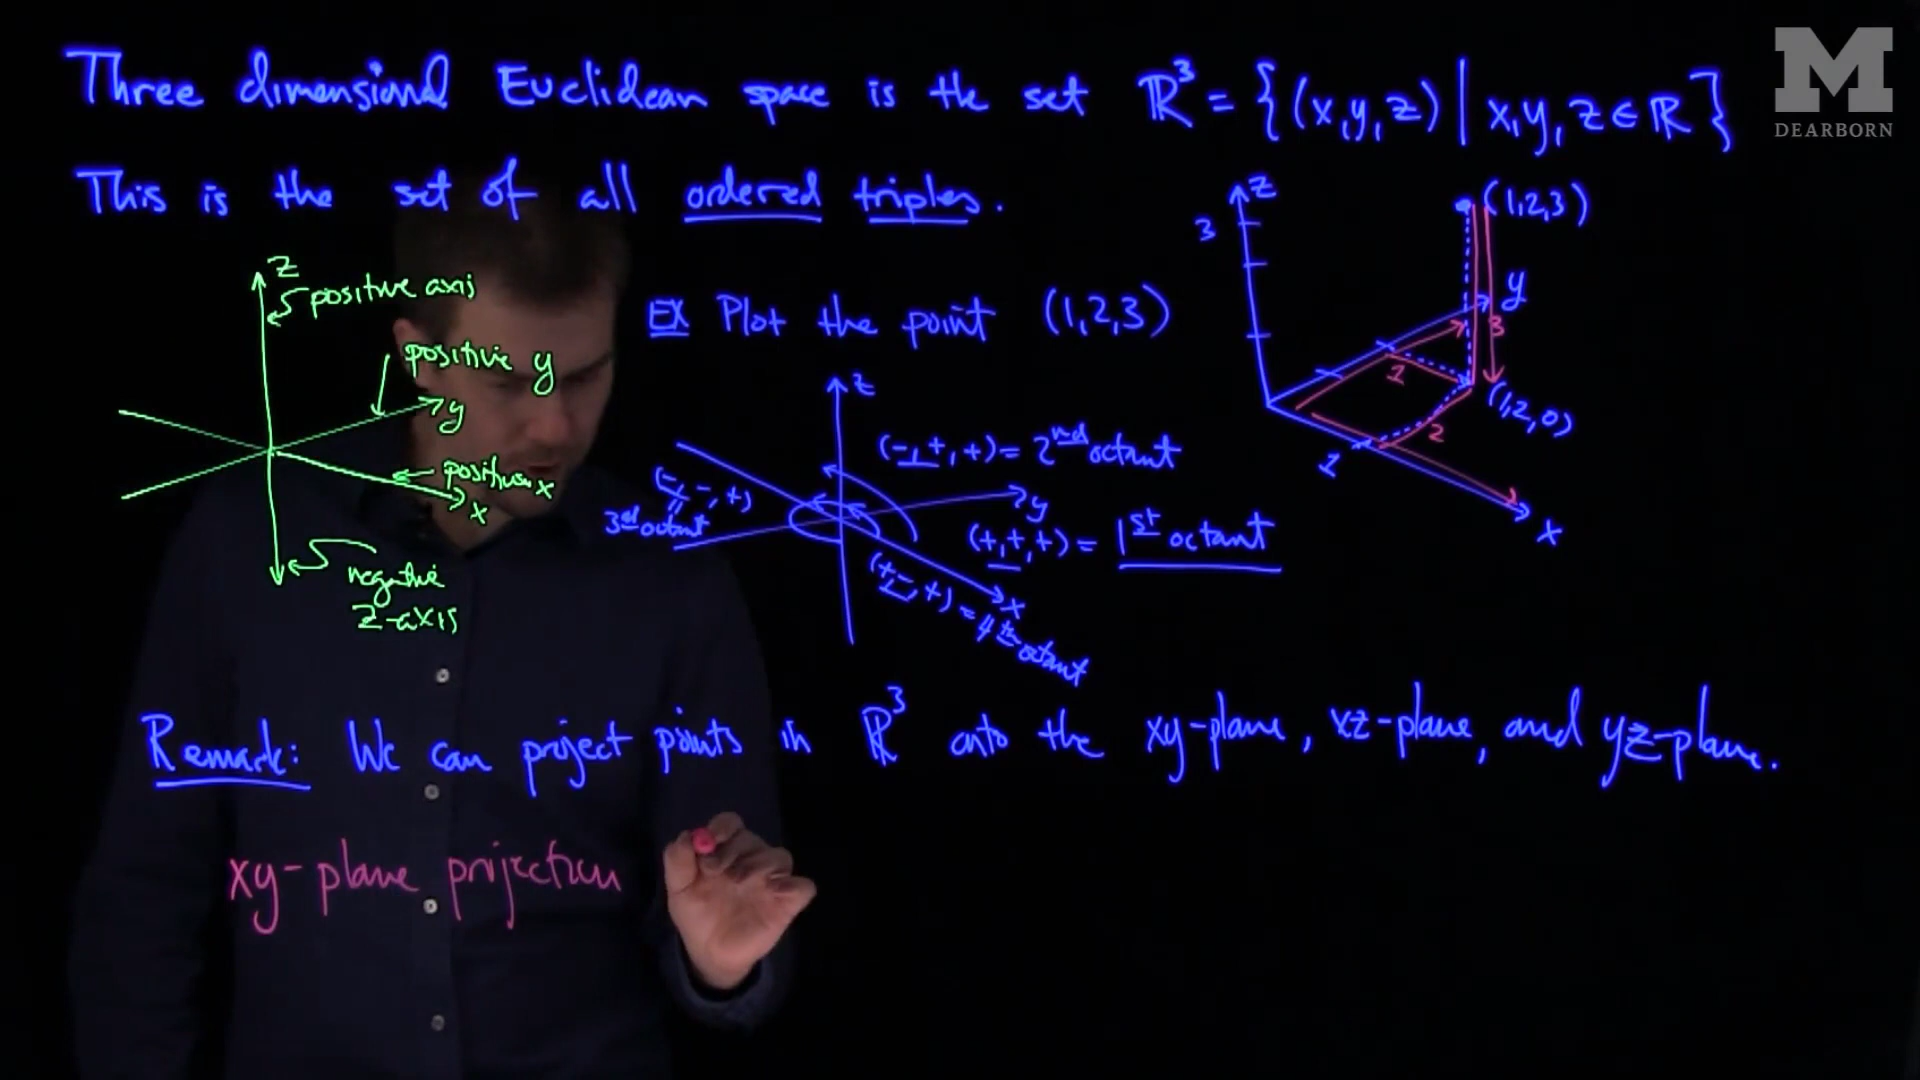 Three dimensional Euclidean space is the set ℝ³ = {(x,y,z) | x,y,z ∈ ℝ}
M
DEARBORN
This is the set of all ordered triples.
z
positive axis
positive y
y
positive x
x
negative
z-axis
EX Plot the point (1,2,3)
z
(-,+,+) = 2nd octant
(-,-,+)
3rd octant
y
(+,+,+) = 1st octant
(+,-,+) = 4th octant
x
z
3
(1,2,3)
y
3
1
(1,2,0)
2
1
x
Remark: We can project points in ℝ³ onto the xy-plane, xz-plane, and yz-plane.
xy-plane projection